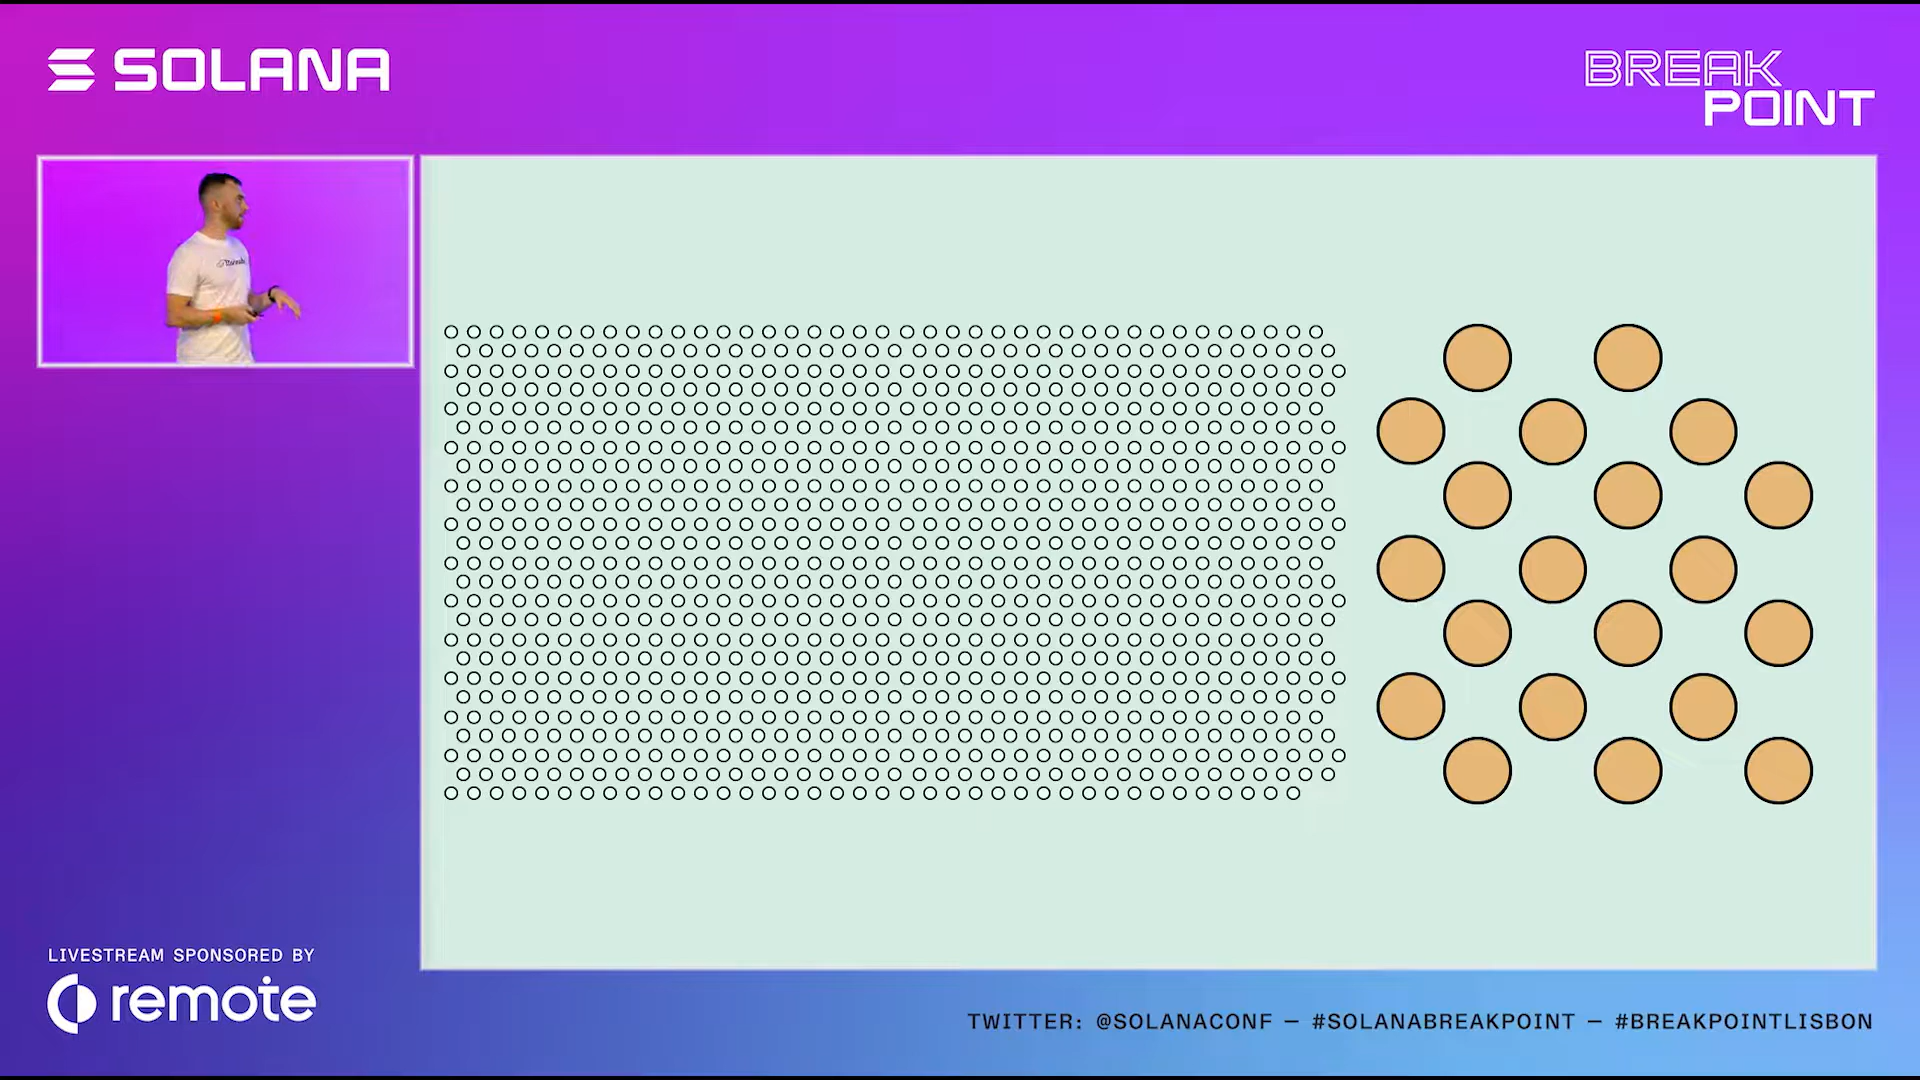 SOLANA
BREAK
POINT
LIVESTREAM SPONSORED BY
remote
TWITTER: @SOLANACONF — #SOLANABREAKPOINT — #BREAKPOINTLISBON